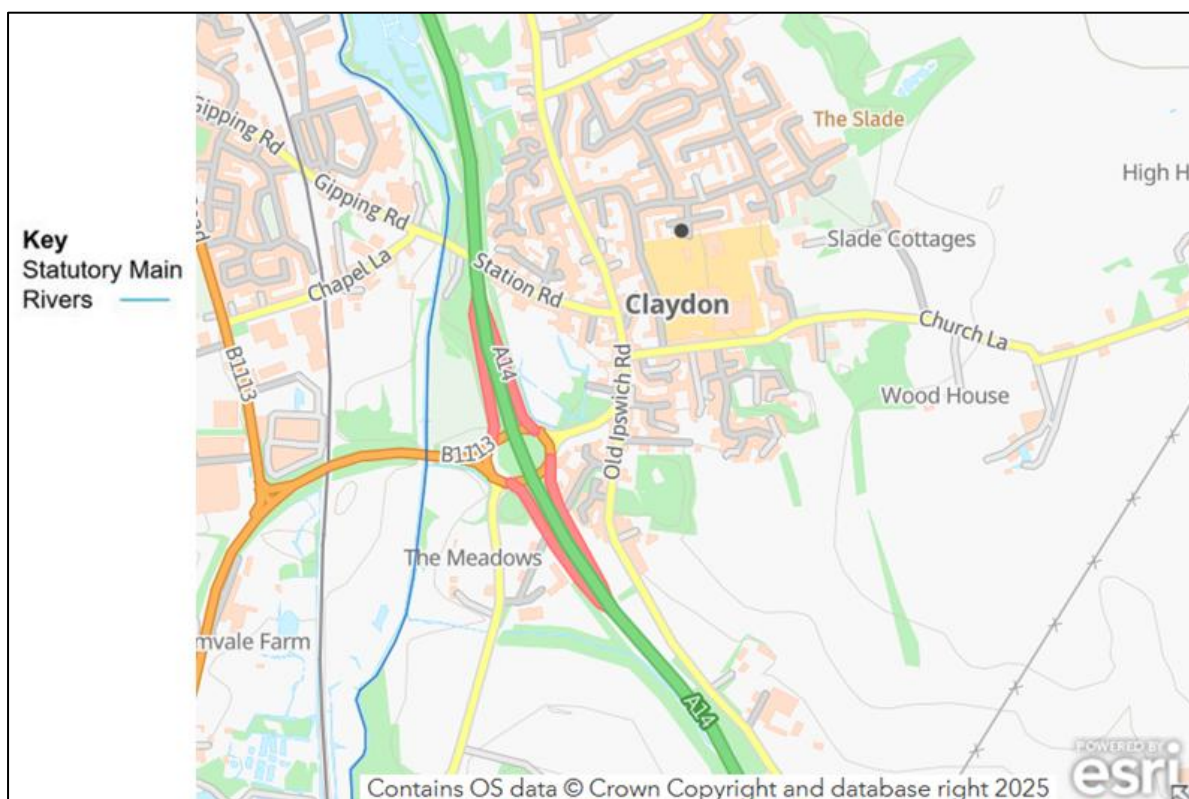 Key
Statutory Main
Rivers
Gipping Rd
The Slade
High H
Gipping Rd
Slade Cottages
Chapel La
Station Rd
Claydon
Church La
A14
B1113
Wood House
Old Ipswich Rd
B1113
The Meadows
mvale Farm
A14
POWERED BY
esri
Contains OS data © Crown Copyright and database right 2025